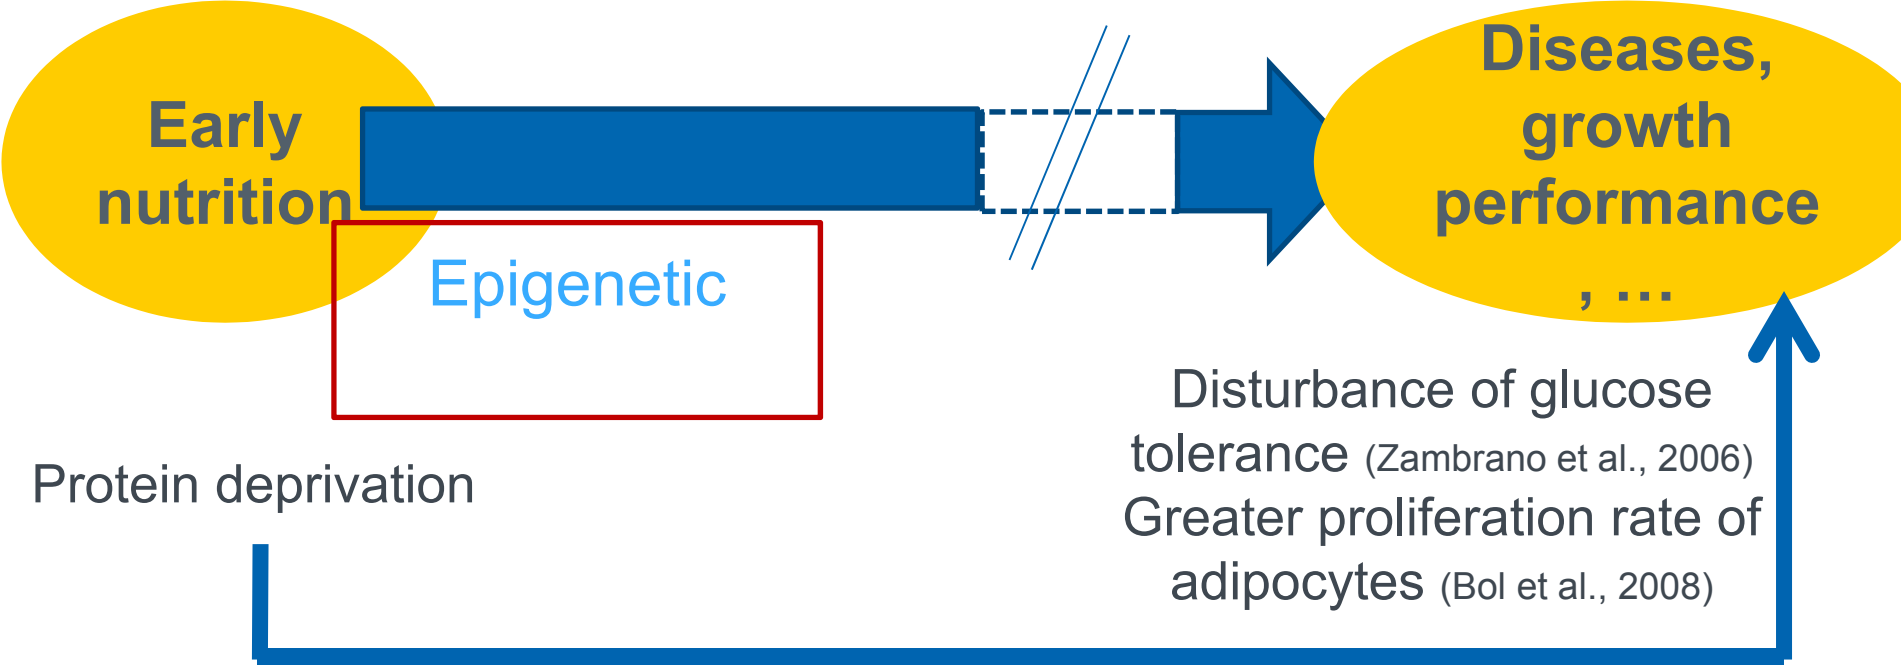 Early
nutrition
Diseases,
growth
performance
, …
Epigenetic
Protein deprivation
Disturbance of glucose
tolerance (Zambrano et al., 2006)
Greater proliferation rate of
adipocytes (Bol et al., 2008)